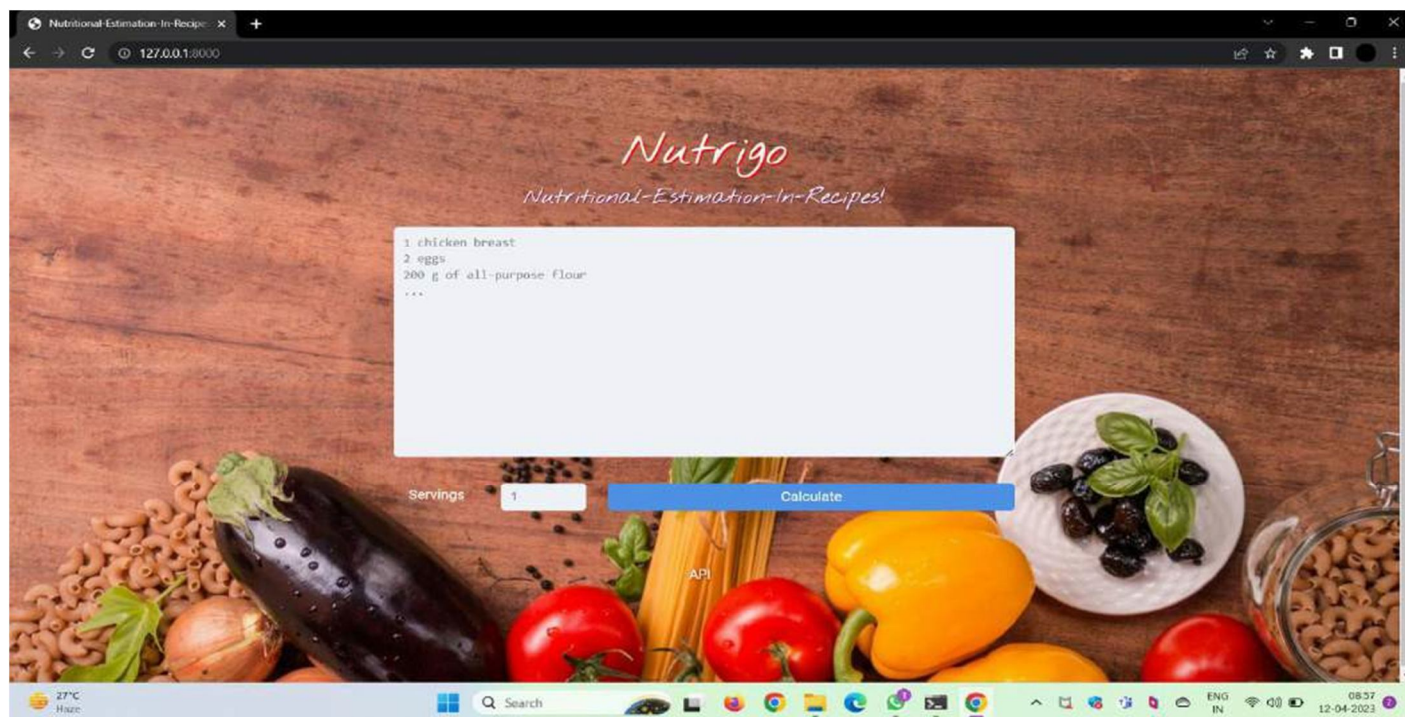 Nutritional-Estimation-In-Recipe
127.0.0.1:8000
Nutrigo
Nutritional-Estimation-In-Recipes!
1 chicken breast
2 eggs
200 g of all-purpose flour
...
Servings
1
Calculate
API
27°C
Haze
Search
ENG
IN
08:57
12-04-2023
2